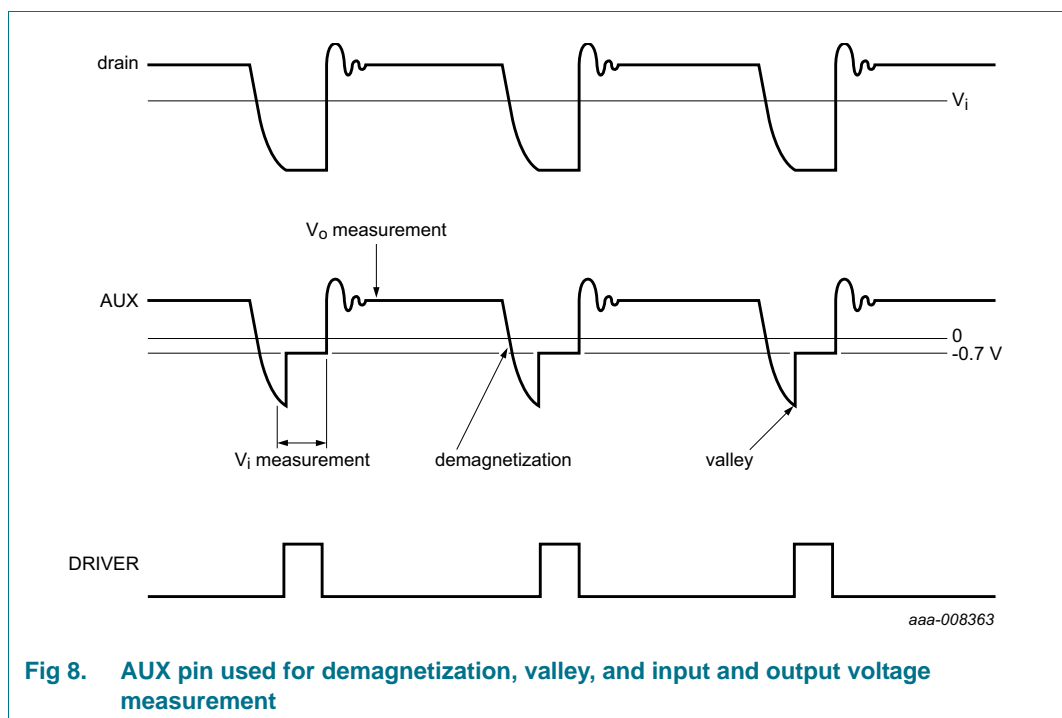 drain
Vi
Vo measurement
AUX
0
-0.7 V
Vi measurement
demagnetization
valley
DRIVER
aaa-008363
Fig 8. AUX pin used for demagnetization, valley, and input and output voltage
measurement